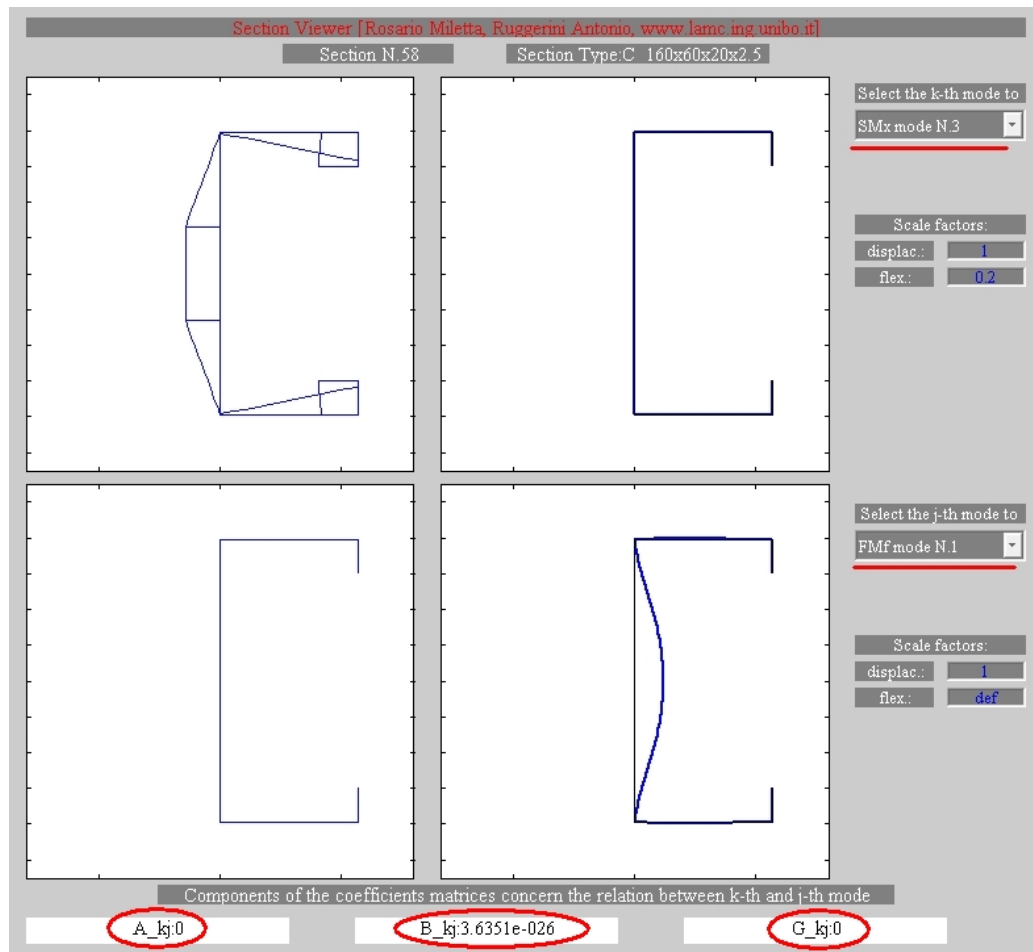 Section Viewer [Rosario Miletta, Ruggerini Antonio, www.lamc.ing.unibo.it]
Section N.58
Section Type:C 160x60x20x2.5
Select the k-th mode to
SMx mode N.3
Scale factors:
displac.: 1
flex.: 0.2
Select the j-th mode to
FMf mode N.1
Scale factors:
displac.: 1
flex.: def
Components of the coefficients matrices concern the relation between k-th and j-th mode
A_kj:0
B_kj:3.6351e-026
G_kj:0